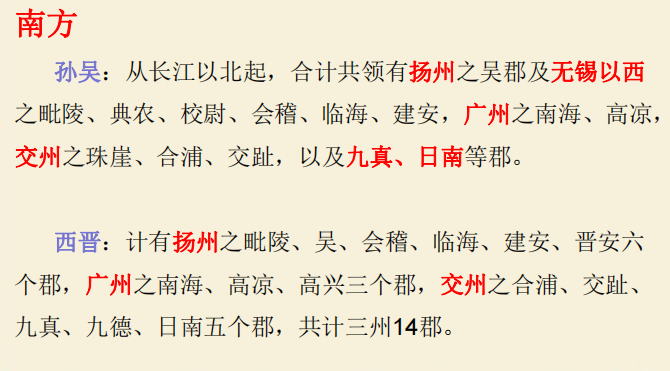 南方
孙吴：从长江以北起，合计共领有扬州之吴郡及无锡以西
之毗陵、典农、校尉、会稽、临海、建安，广州之南海、高凉，
交州之珠崖、合浦、交趾，以及九真、日南等郡。
西晋：计有扬州之毗陵、吴、会稽、临海、建安、晋安六
个郡，广州之南海、高凉、高兴三个郡，交州之合浦、交趾、
九真、九德、日南五个郡，共计三州14郡。